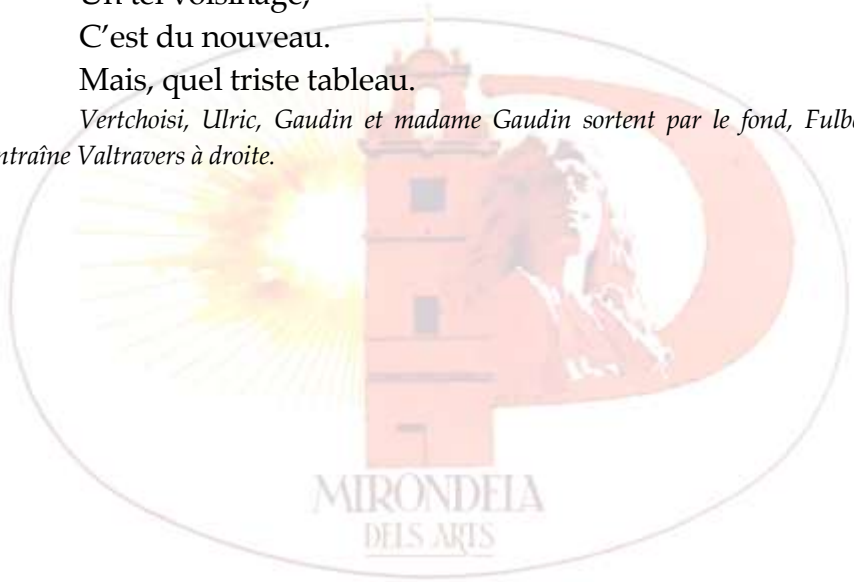 Un tel voisinage,
C’est du nouveau.
Mais, quel triste tableau.
Vertchoisi, Ulric, Gaudin et madame Gaudin sortent par le fond,
Valtravers à droite.
MIRONDELA
DELS ARTS